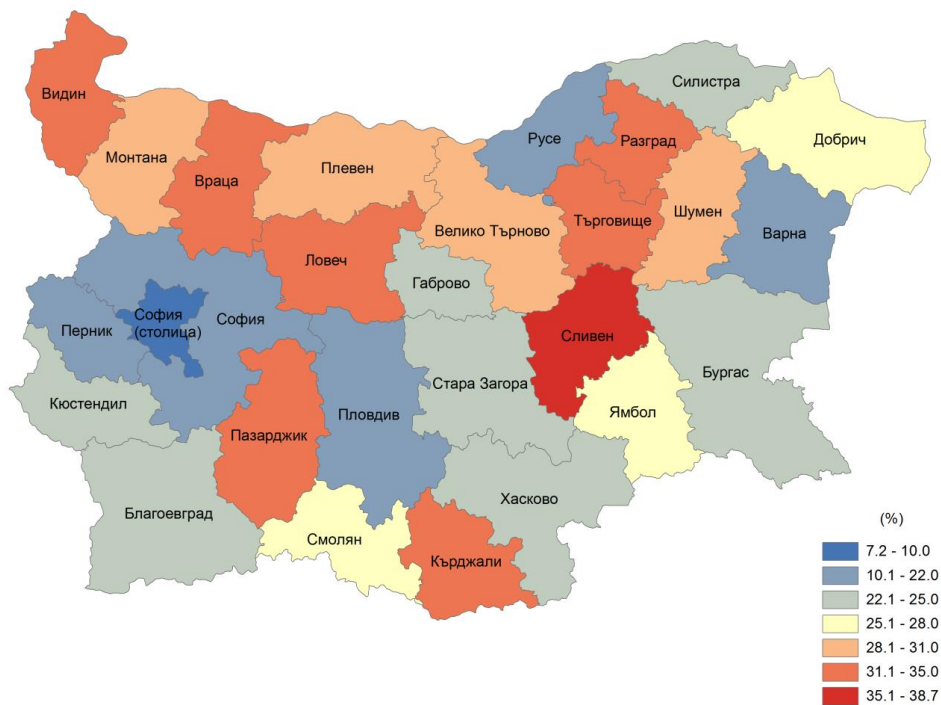 Видин
Монтана
Враца
Плевен
Ловеч
Велико Търново
Габрово
Русе
Разград
Силистра
Добрич
Търговище
Шумен
Варна
Перник
София
(столица)
София
Кюстендил
Благоевград
Пазарджик
Пловдив
Смолян
Стара Загора
Сливен
Ямбол
Бургас
Хасково
Кърджали
(%)
7.2 - 10.0
10.1 - 22.0
22.1 - 25.0
25.1 - 28.0
28.1 - 31.0
31.1 - 35.0
35.1 - 38.7